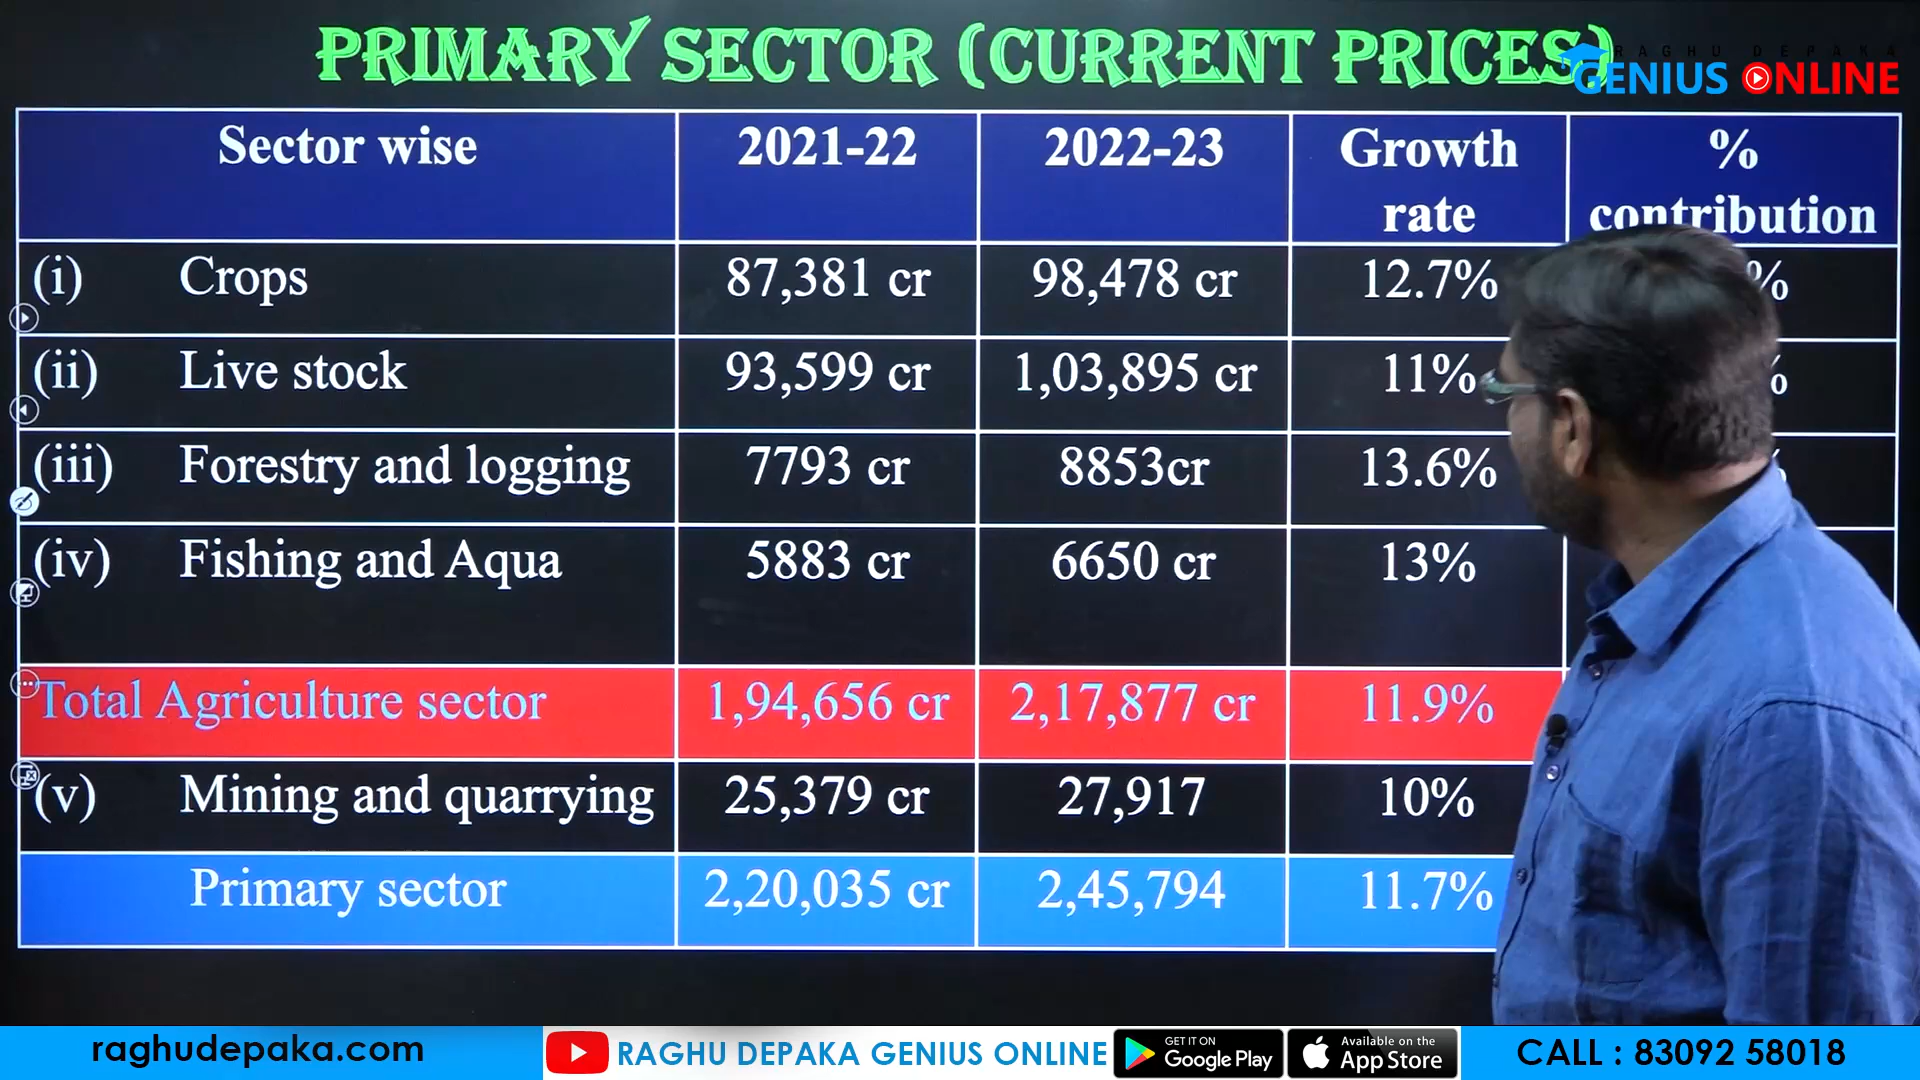 PRIMARY SECTOR (CURRENT PRICES)
RAGHU DEPAKA
GENIUS ONLINE
Sector wise 2021-22 2022-23 Growth rate % contribution
(i) Crops 87,381 cr 98,478 cr 12.7% %
(ii) Live stock 93,599 cr 1,03,895 cr 11% %
(iii) Forestry and logging 7793 cr 8853cr 13.6%
(iv) Fishing and Aqua 5883 cr 6650 cr 13%
Total Agriculture sector 1,94,656 cr 2,17,877 cr 11.9%
(v) Mining and quarrying 25,379 cr 27,917 10%
Primary sector 2,20,035 cr 2,45,794 11.7%
raghudepaka.com RAGHU DEPAKA GENIUS ONLINE GET IT ON Google Play Available on the App Store CALL : 83092 58018